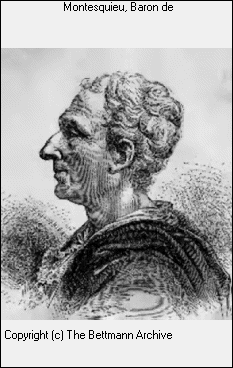 Montesquieu, Baron de
Copyright (c) The Bettmann Archive